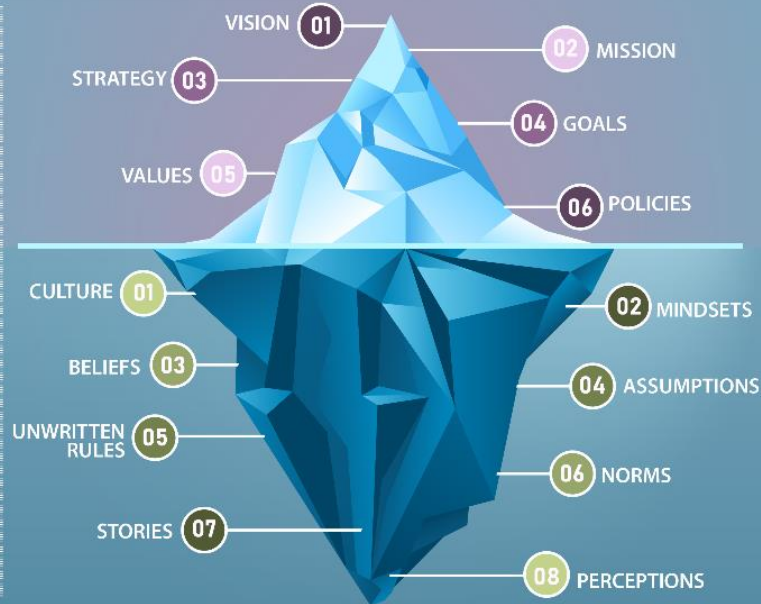 VISION 01
02 MISSION
STRATEGY 03
04 GOALS
VALUES 05
06 POLICIES
CULTURE 01
02 MINDSETS
BELIEFS 03
04 ASSUMPTIONS
UNWRITTEN
RULES 05
06 NORMS
STORIES 07
08 PERCEPTIONS